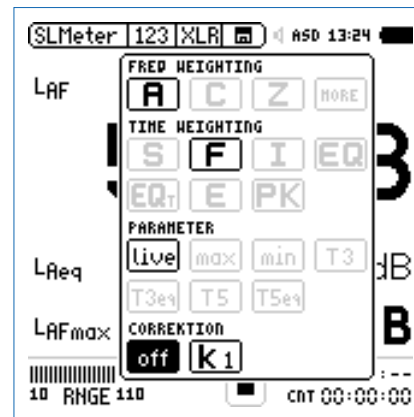 SLMeter 123 XLR ASD 13:24
FREQ WEIGHTING
LAF
A C Z MORE
TIME WEIGHTING
S F I EQ
EQT E PK
PARAMETER
live max min T3
LAeq dB
T3eq T5 T5eq
LAFmax
CORREKTION
B
off k1
:--
10 RNGE 110 CNT 00:00:00